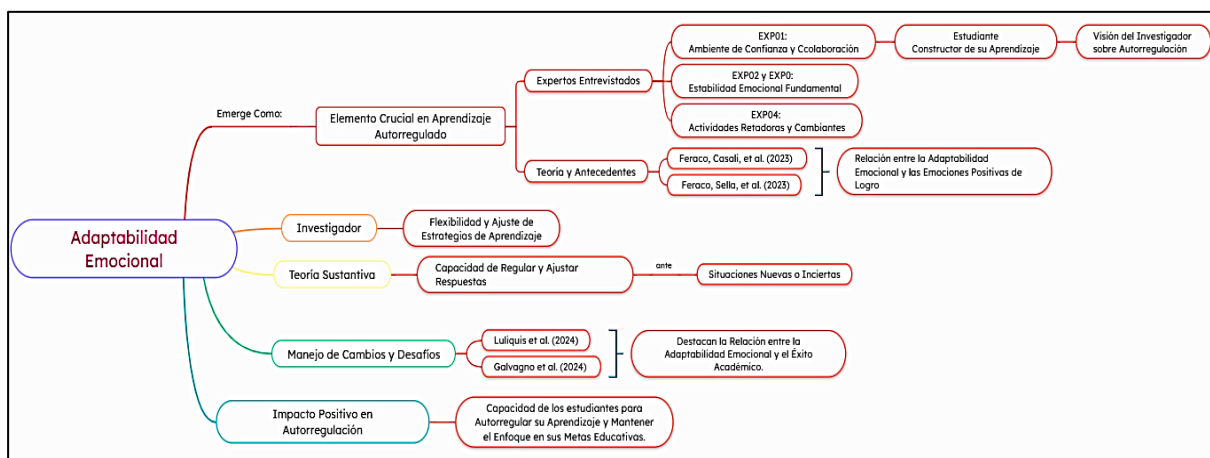 Adaptabilidad
Emocional
Emerge Como:
Elemento Crucial en Aprendizaje
Autorregulado
Expertos Entrevistados
EXP01:
Ambiente de Confianza y Ccolaboración
Estudiante
Constructor de su Aprendizaje
Visión del Investigador
sobre Autorregulación
EXP02 y EXP0:
Estabilidad Emocional Fundamental
EXP04:
Actividades Retadoras y Cambiantes
Teoría y Antecedentes
Feraco, Casali, et al. (2023)
Feraco, Sella, et al. (2023)
Relación entre la Adaptabilidad
Emocional y las Emociones Positivas de
Logro
Investigador
Flexibilidad y Ajuste de
Estrategias de Aprendizaje
Teoría Sustantiva
Capacidad de Regular y Ajustar
Respuestas
ante
Situaciones Nuevas o Inciertas
Manejo de Cambios y Desafíos
Luliquis et al. (2024)
Galvagno et al. (2024)
Destacan la Relación entre la
Adaptabilidad Emocional y el Éxito
Académico.
Impacto Positivo en
Autorregulación
Capacidad de los estudiantes para
Autorregular su Aprendizaje y Mantener
el Enfoque en sus Metas Educativas.